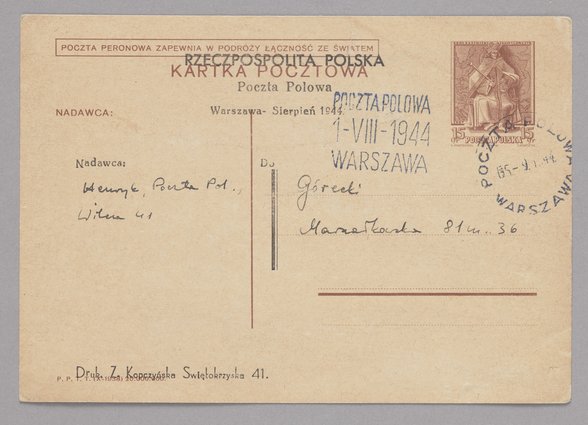 POCZTA PERONOWA ZAPEWNIA W PODRÓŻY ŁĄCZNOŚĆ ZE ŚWIATEM
RZECZPOSPOLITA POLSKA
KARTKA POCZTOWA
Poczta Polowa
Warszawa- Sierpień 1944
NADAWCA:
POCZTA POLOWA
1-VIII-1944
WARSZAWA
15 15
POCZTA POLSKA
POCZTA POLOWA
WARSZAWA
Nadawca:
Henryk, Poczta Pol.,
Wilcza 41
Do
Górecki
Marszałkowska 81 m. 36
Druk. Z. Kopczyńska Swiętokrzyska 41.